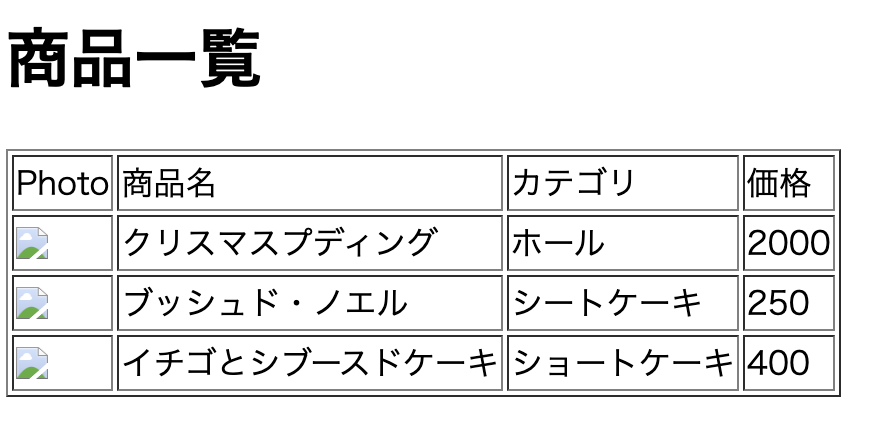 商品一覧
Photo 商品名 カテゴリ 価格
クリスマスプディング ホール 2000
ブッシュド・ノエル シートケーキ 250
イチゴとシブースドケーキ ショートケーキ 400